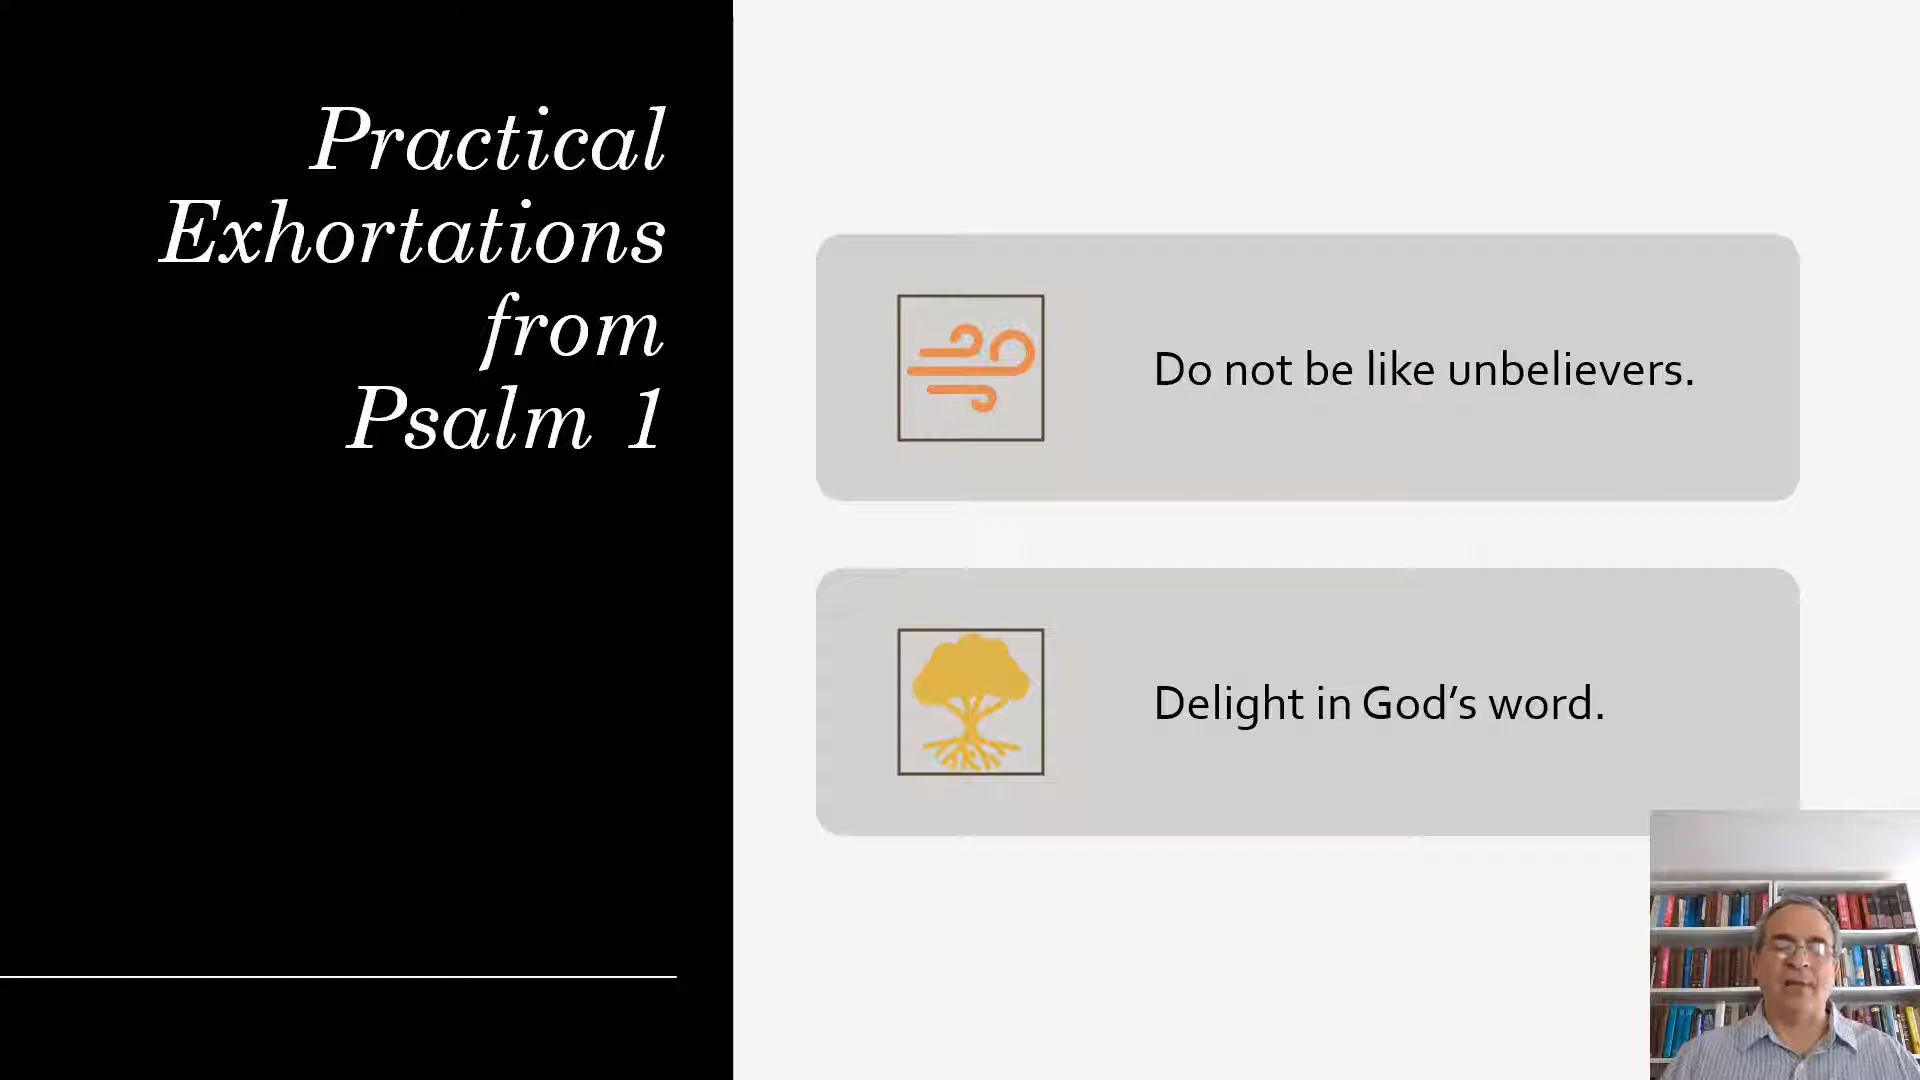 Practical
Exhortations
from
Psalm 1
Do not be like unbelievers.
Delight in God’s word.